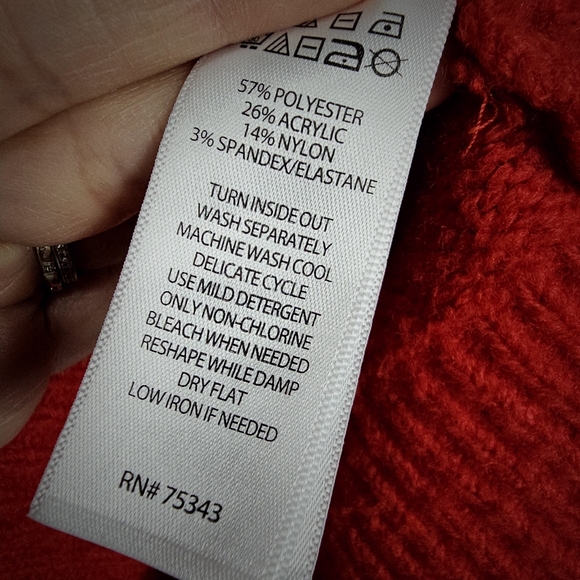 57% POLYESTER
26% ACRYLIC
14% NYLON
3% SPANDEX/ELASTANE
TURN INSIDE OUT
WASH SEPARATELY
MACHINE WASH COOL
DELICATE CYCLE
USE MILD DETERGENT
ONLY NON-CHLORINE
BLEACH WHEN NEEDED
RESHAPE WHILE DAMP
DRY FLAT
LOW IRON IF NEEDED
RN# 75343